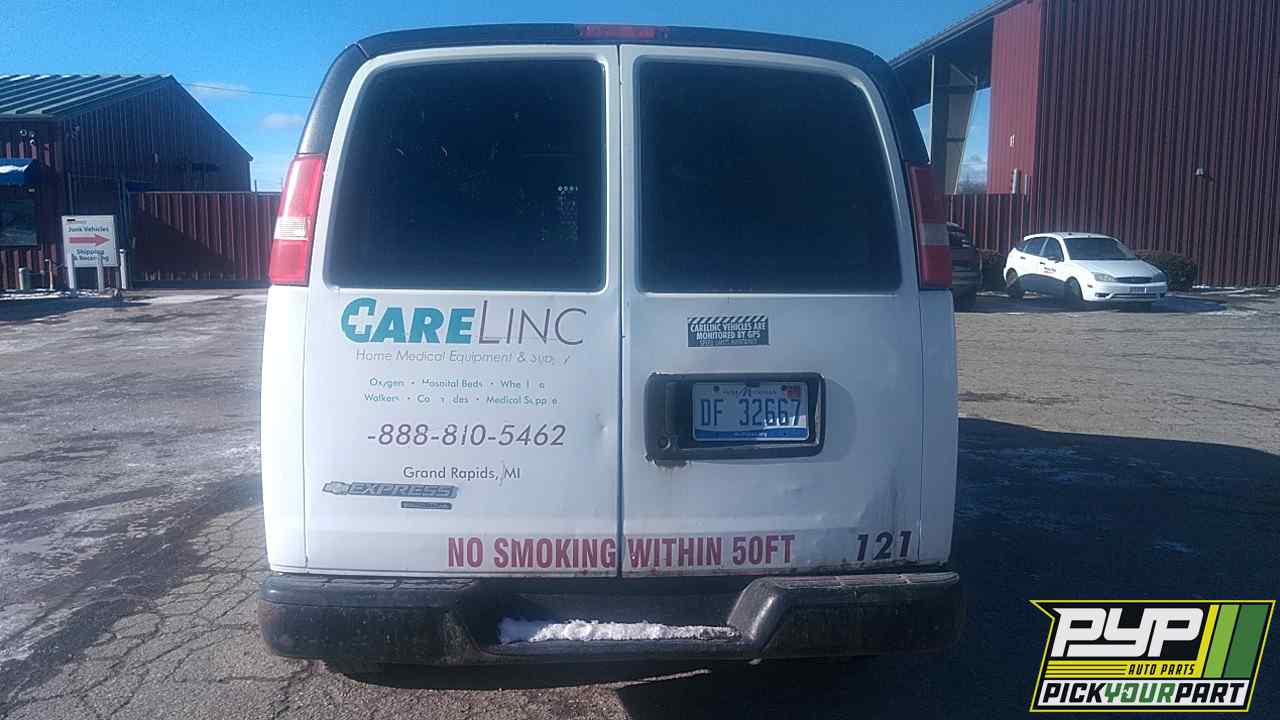 Junk Vehicles
Shipping
& Receiving
CARELINC
Home Medical Equipment & Supply
Oxygen • Hospital Beds •
Walkers • • Medical
-888-810-5462
Grand Rapids, MI
EXPRESS
CARELINC VEHICLES ARE
MONITORED BY GPS
DF 32667
NO SMOKING WITHIN 50FT
121
PYP
AUTO PARTS
PICKYOURPART